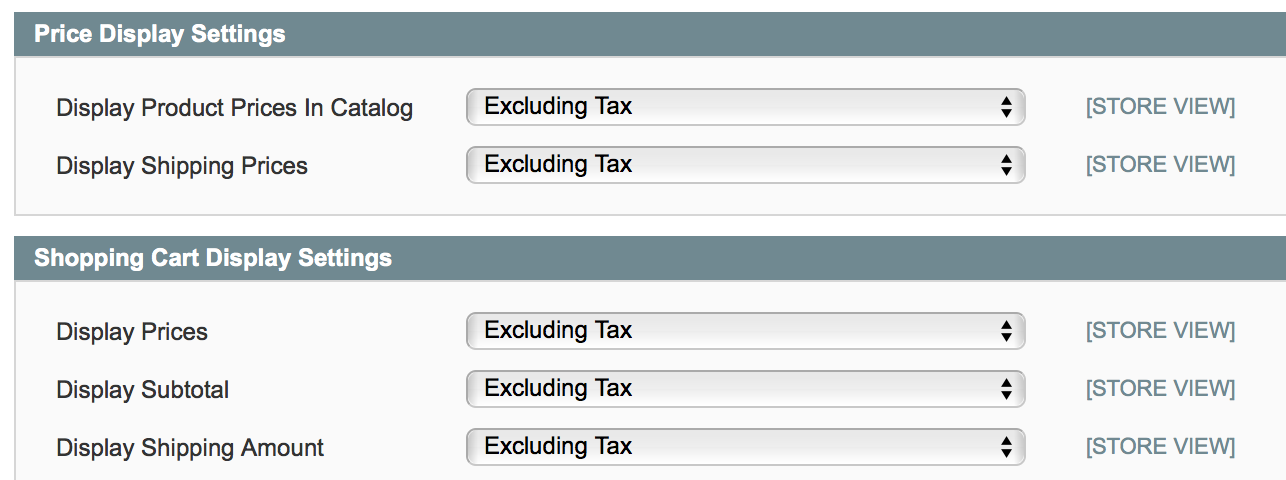 Price Display Settings
Display Product Prices In Catalog Excluding Tax [STORE VIEW]
Display Shipping Prices Excluding Tax [STORE VIEW]
Shopping Cart Display Settings
Display Prices Excluding Tax [STORE VIEW]
Display Subtotal Excluding Tax [STORE VIEW]
Display Shipping Amount Excluding Tax [STORE VIEW]